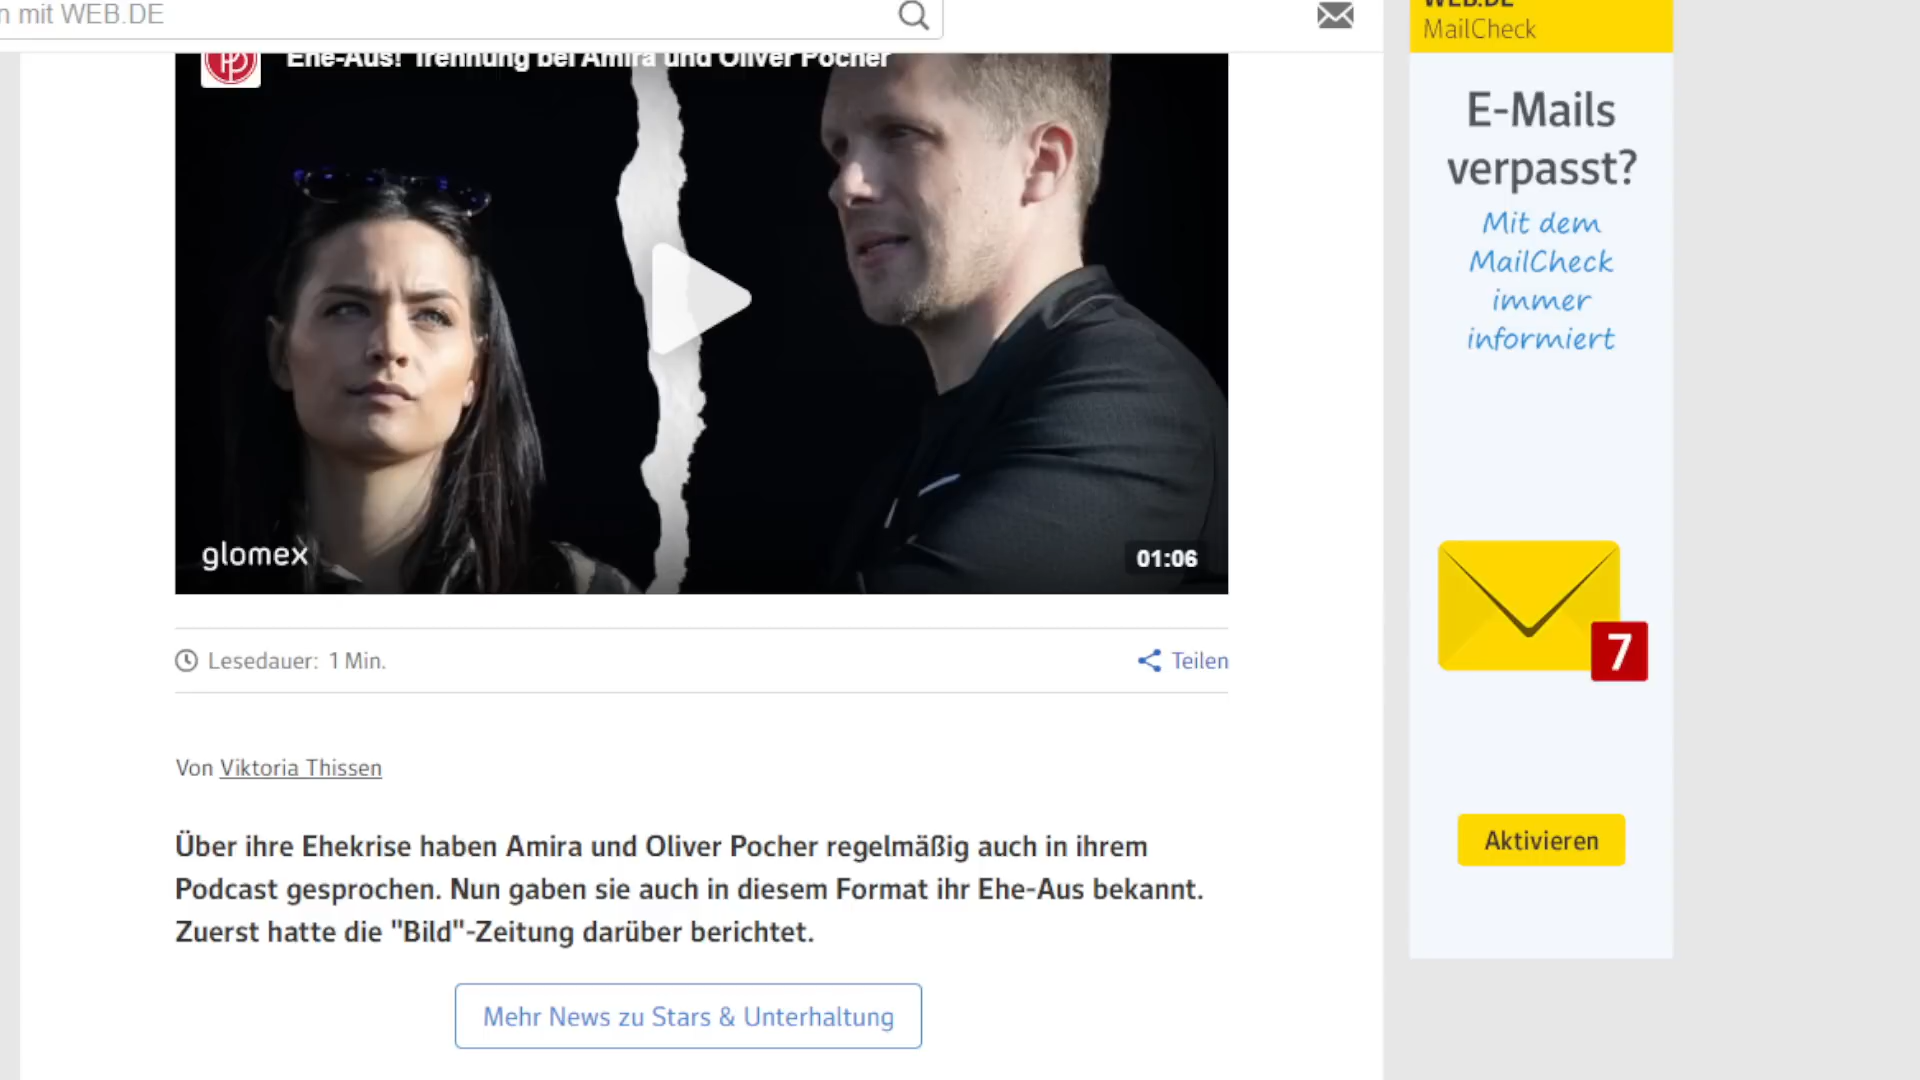 n mit WEB.DE
WEB.DE
MailCheck
Ehe-Aus! Trennung bei Amira und Oliver Pocher
E-Mails
verpasst?
Mit dem
MailCheck
immer
informiert
glomex
01:06
7
Lesedauer: 1 Min.
Teilen
Von Viktoria Thissen
Über ihre Ehekrise haben Amira und Oliver Pocher regelmäßig auch in ihrem
Podcast gesprochen. Nun gaben sie auch in diesem Format ihr Ehe-Aus bekannt.
Zuerst hatte die "Bild"-Zeitung darüber berichtet.
Aktivieren
Mehr News zu Stars & Unterhaltung